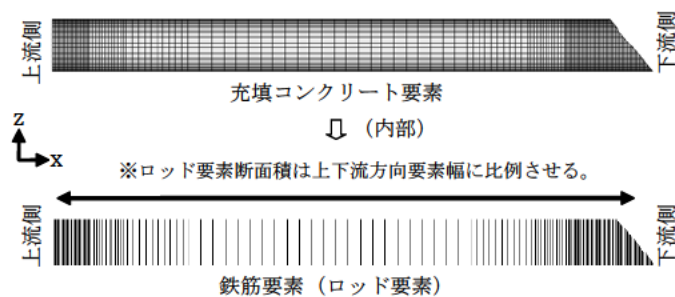 上流側
下流側
充填コンクリート要素
(内部)
z
x
※ロッド要素断面積は上下流方向要素幅に比例させる。
上流側
下流側
鉄筋要素（ロッド要素）